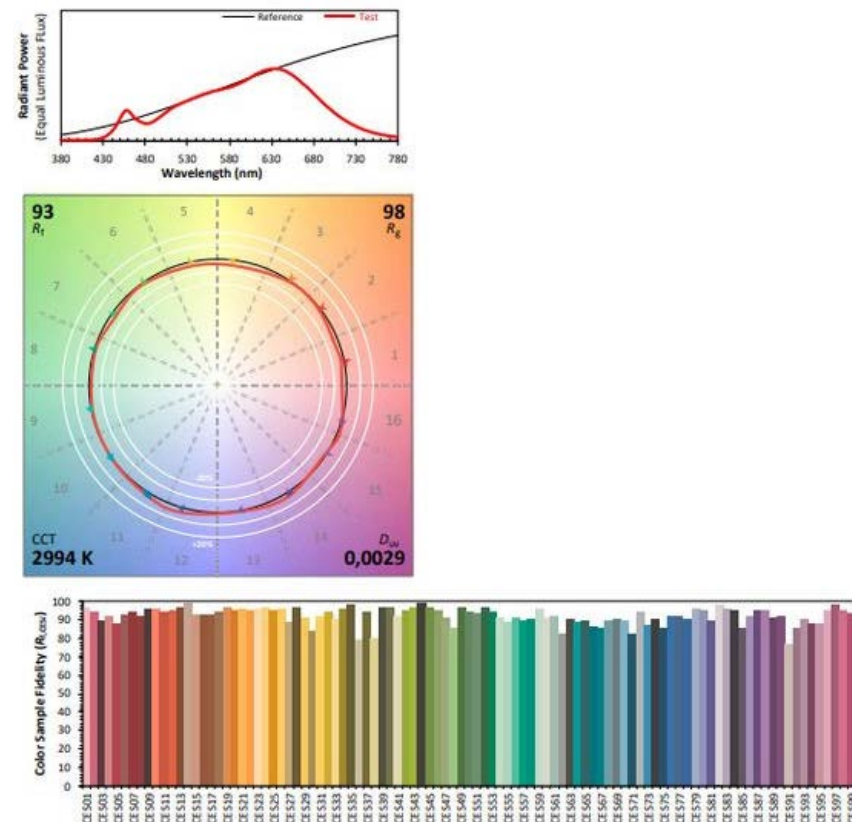 Reference Test
Radiant Power
(Equal Luminous FLux)
380 430 480 530 580 630 680 730 780
Wavelength (nm)
93
Rf
98
Rg
5 4
6 3
7 2
8 1
9 16
10 15
11 14
12 13
-20%
+20%
CCT
2994 K
Duv
0,0029
Color Sample Fidelity (Rf,CESi)
100
90
80
70
60
50
40
30
20
10
0
CES01 CES03 CES05 CES07 CES09 CES11 CES13 CES15 CES17 CES19 CES21 CES23 CES25 CES27 CES29 CES31 CES33 CES35 CES37 CES39 CES41 CES43 CES45 CES47 CES49 CES51 CES53 CES55 CES57 CES59 CES61 CES63 CES65 CES67 CES69 CES71 CES73 CES75 CES77 CES79 CES81 CES83 CES85 CES87 CES89 CES91 CES93 CES95 CES97 CES99